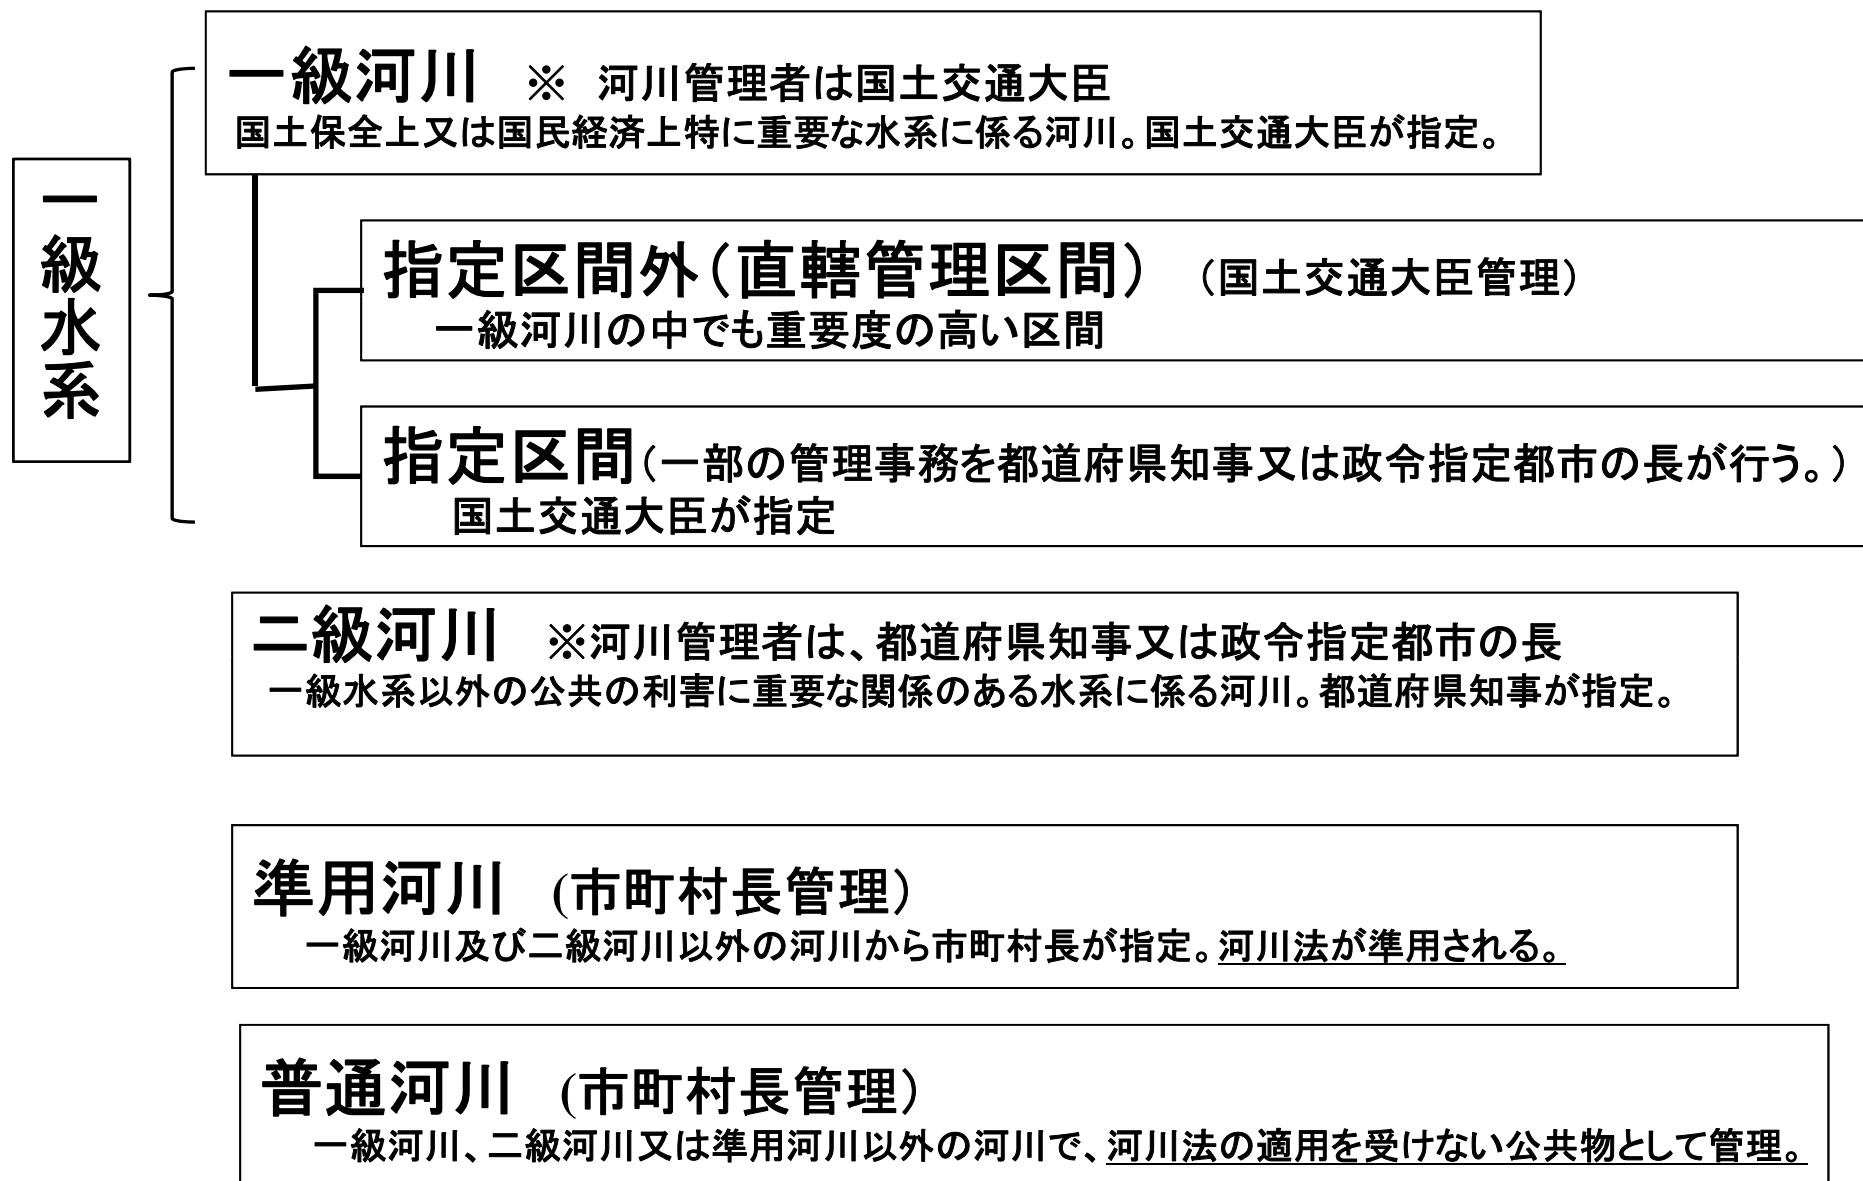 一級水系
一級河川　※　河川管理者は国土交通大臣
国土保全上又は国民経済上特に重要な水系に係る河川。国土交通大臣が指定。
指定区間外（直轄管理区間）　（国土交通大臣管理）
一級河川の中でも重要度の高い区間
指定区間（一部の管理事務を都道府県知事又は政令指定都市の長が行う。）
国土交通大臣が指定
二級河川　※河川管理者は、都道府県知事又は政令指定都市の長
一級水系以外の公共の利害に重要な関係のある水系に係る河川。都道府県知事が指定。
準用河川　(市町村長管理）
一級河川及び二級河川以外の河川から市町村長が指定。河川法が準用される。
普通河川　(市町村長管理）
一級河川、二級河川又は準用河川以外の河川で、河川法の適用を受けない公共物として管理。